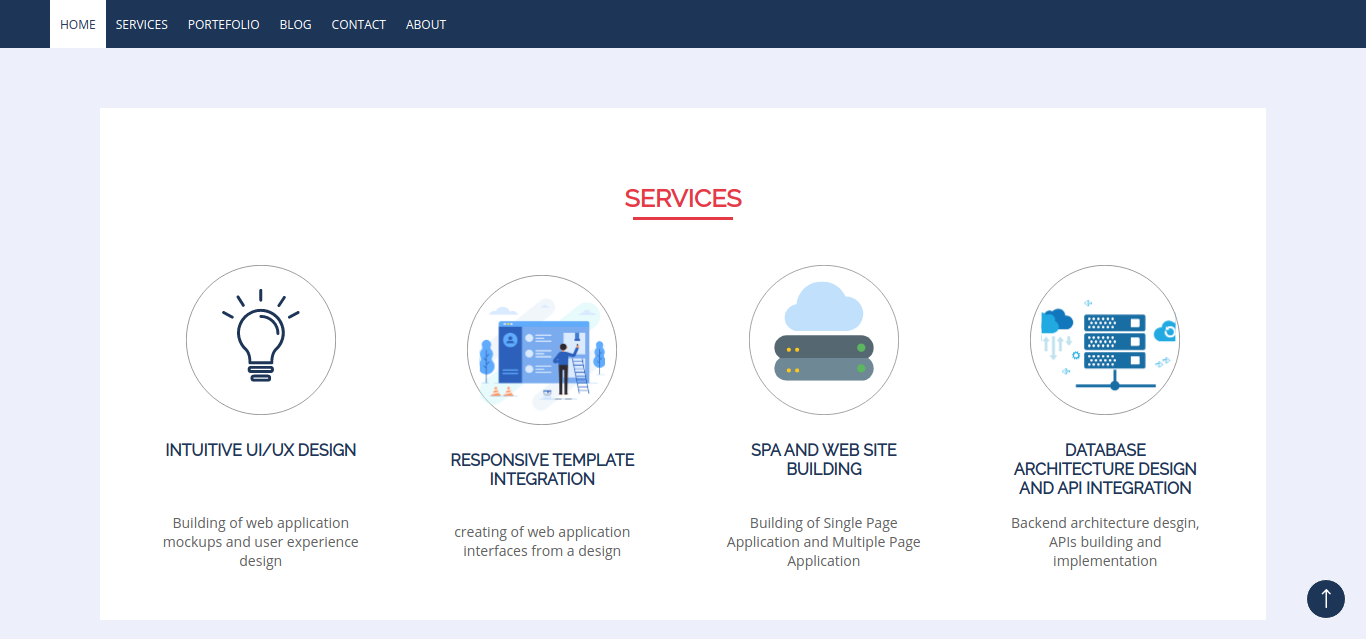 HOME SERVICES PORTEFOLIO BLOG CONTACT ABOUT
SERVICES
INTUITIVE UI/UX DESIGN
Building of web application
mockups and user experience
design
RESPONSIVE TEMPLATE
INTEGRATION
creating of web application
interfaces from a design
SPA AND WEB SITE
BUILDING
Building of Single Page
Application and Multiple Page
Application
DATABASE
ARCHITECTURE DESIGN
AND API INTEGRATION
Backend architecture desgin,
APIs building and
implementation